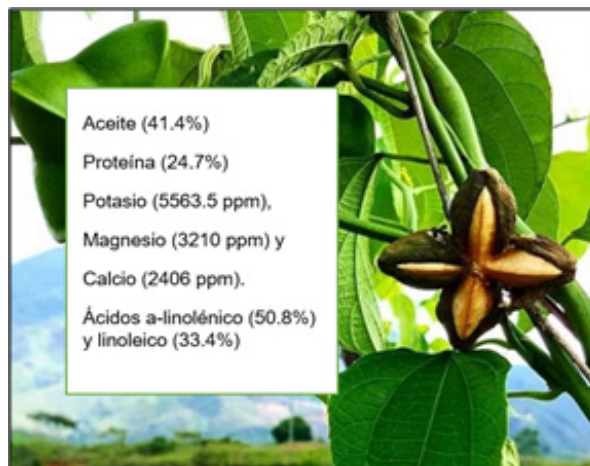 Aceite (41.4%)
Proteína (24.7%)
Potasio (5563.5 ppm),
Magnesio (3210 ppm) y
Calcio (2406 ppm).
Ácidos a-linolénico (50.8%)
y linoleico (33.4%)